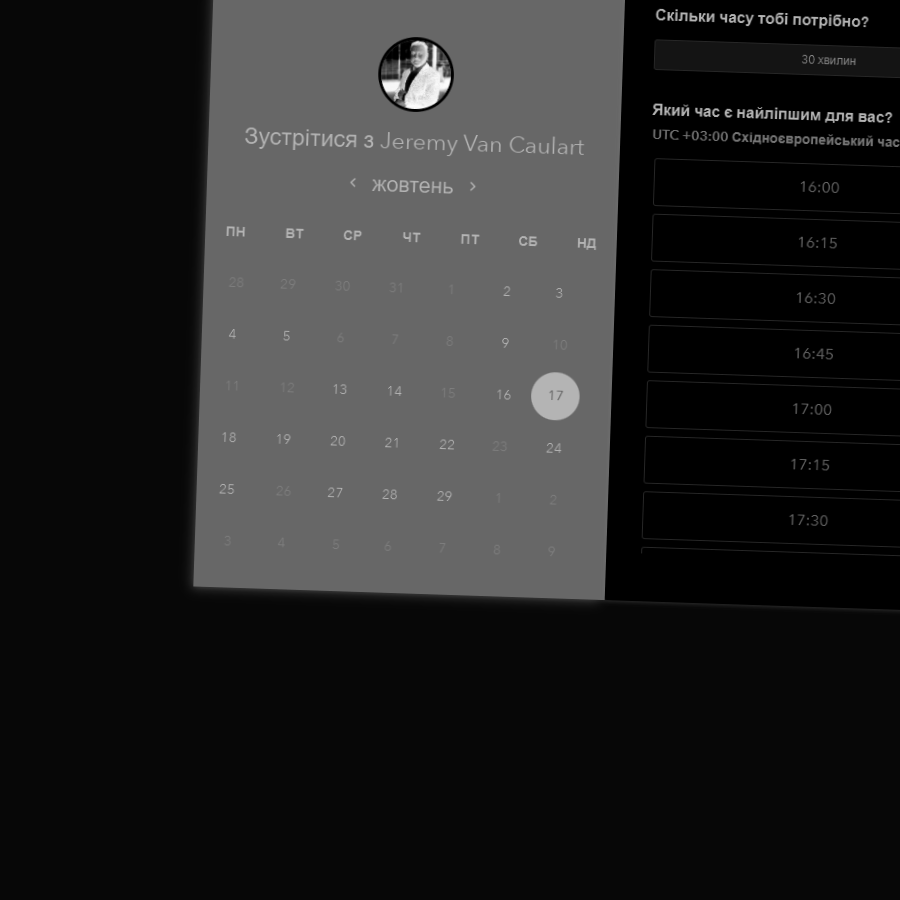 Зустрітися з Jeremy Van Caulart
‹ жовтень ›
ПН ВТ СР ЧТ ПТ СБ НД
28 29 30 31 1 2 3
4 5 6 7 8 9 10
11 12 13 14 15 16 17
18 19 20 21 22 23 24
25 26 27 28 29 1 2
3 4 5 6 7 8 9
Скільки часу тобі потрібно?
30 хвилин
Який час є найліпшим для вас?
UTC +03:00 Східноєвропейський час
16:00
16:15
16:30
16:45
17:00
17:15
17:30